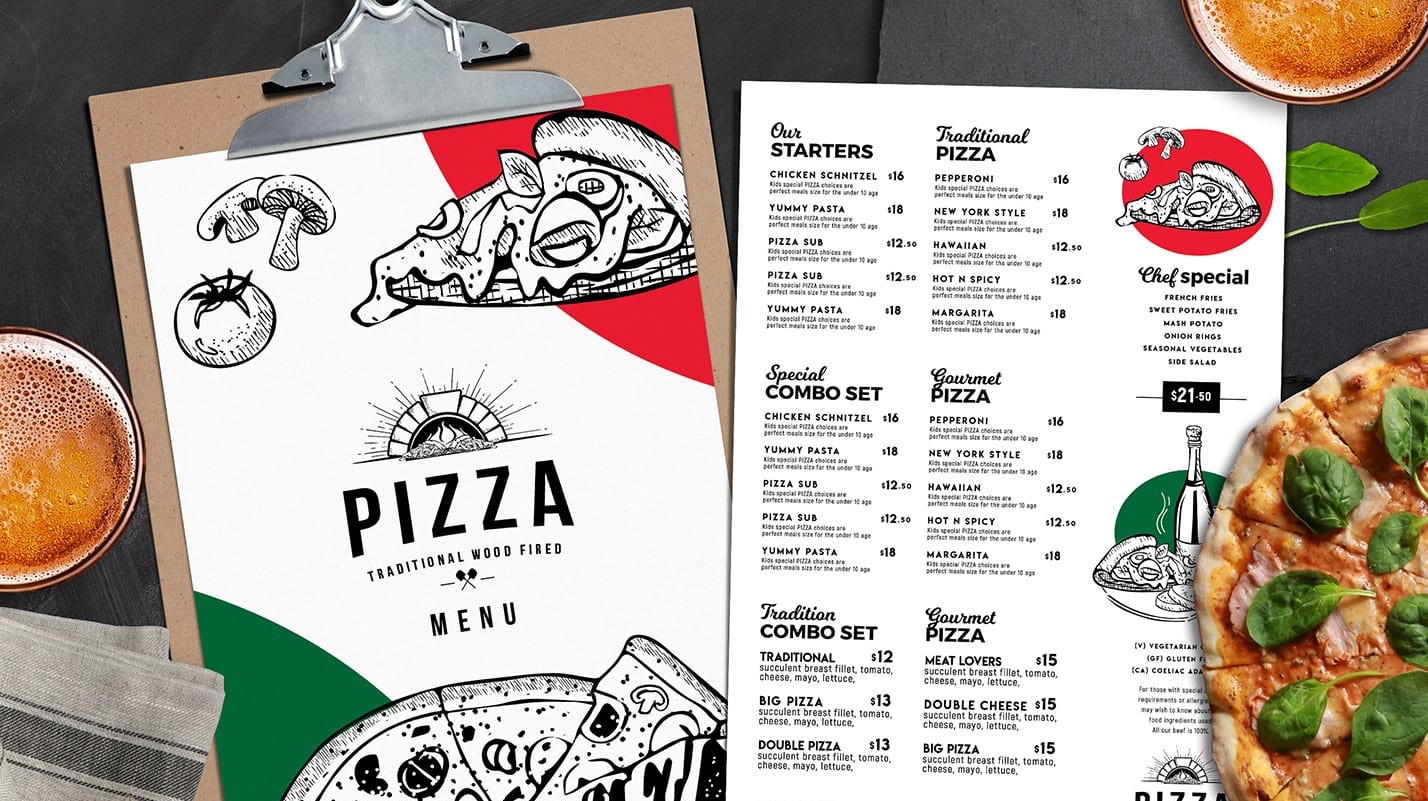 PIZZA
TRADITIONAL WOOD FIRED
MENU
Our
STARTERS
CHICKEN SCHNITZEL $16
Kids special PIZZA choices are
perfect meals size for the under 10 age
YUMMY PASTA $18
Kids special PIZZA choices are
perfect meals size for the under 10 age
PIZZA SUB $12.50
Kids special PIZZA choices are
perfect meals size for the under 10 age
PIZZA SUB $12.50
Kids special PIZZA choices are
perfect meals size for the under 10 age
YUMMY PASTA $18
Kids special PIZZA choices are
perfect meals size for the under 10 age
Special
COMBO SET
CHICKEN SCHNITZEL $16
Kids special PIZZA choices are
perfect meals size for the under 10 age
YUMMY PASTA $18
Kids special PIZZA choices are
perfect meals size for the under 10 age
PIZZA SUB $12.50
Kids special PIZZA choices are
perfect meals size for the under 10 age
PIZZA SUB $12.50
Kids special PIZZA choices are
perfect meals size for the under 10 age
YUMMY PASTA $18
Kids special PIZZA choices are
perfect meals size for the under 10 age
Tradition
COMBO SET
TRADITIONAL $12
succulent breast fillet, tomato,
cheese, mayo, lettuce,
BIG PIZZA $13
succulent breast fillet, tomato,
cheese, mayo, lettuce,
DOUBLE PIZZA $13
succulent breast fillet, tomato,
cheese, mayo, lettuce,
Traditional
PIZZA
PEPPERONI $16
Kids special PIZZA choices are
perfect meals size for the under 10 age
NEW YORK STYLE $18
Kids special PIZZA choices are
perfect meals size for the under 10 age
HAWAIIAN $12.50
Kids special PIZZA choices are
perfect meals size for the under 10 age
HOT N SPICY $12.50
Kids special PIZZA choices are
perfect meals size for the under 10 age
MARGARITA $18
Kids special PIZZA choices are
perfect meals size for the under 10 age
Gourmet
PIZZA
PEPPERONI $16
Kids special PIZZA choices are
perfect meals size for the under 10 age
NEW YORK STYLE $18
Kids special PIZZA choices are
perfect meals size for the under 10 age
HAWAIIAN $12.50
Kids special PIZZA choices are
perfect meals size for the under 10 age
HOT N SPICY $12.50
Kids special PIZZA choices are
perfect meals size for the under 10 age
MARGARITA $18
Kids special PIZZA choices are
perfect meals size for the under 10 age
Gourmet
PIZZA
MEAT LOVERS $15
succulent breast fillet, tomato,
cheese, mayo, lettuce,
DOUBLE CHEESE $15
succulent breast fillet, tomato,
cheese, mayo, lettuce,
BIG PIZZA $15
succulent breast fillet, tomato,
cheese, mayo, lettuce,
Chef special
FRENCH FRIES
SWEET POTATO FRIES
MASH POTATO
ONION RINGS
SEASONAL VEGETABLES
SIDE SALAD
$21.50
(V) VEGETARIAN
(GF) GLUTEN
(CA) COELIAC
For those with special
requirements or
may wish to know
food ingredients used
All our beef is 100%
PIZZA